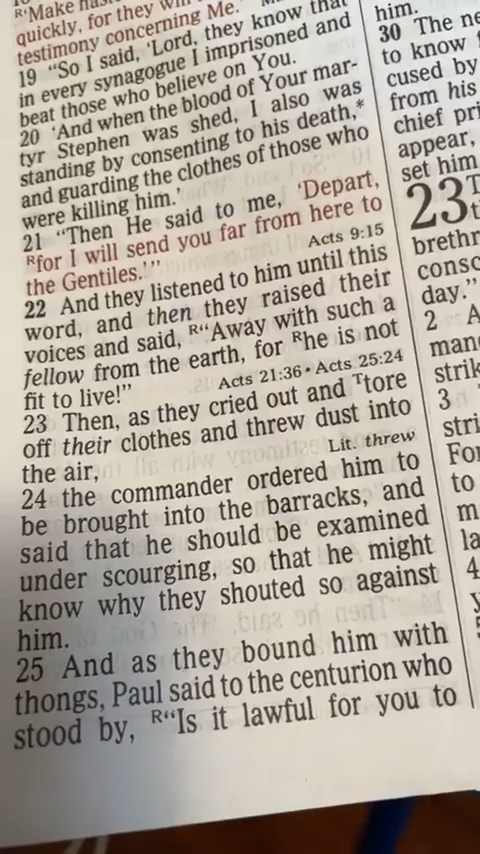 R'Make
quickly, for they
testimony concerning Me.'
19 "So I said, 'Lord, they know that
in every synagogue I imprisoned and
beat those who believe on You.
20 'And when the blood of Your mar-
tyr Stephen was shed, I also was
standing by consenting to his death,*
and guarding the clothes of those who
were killing him.'
21 "Then He said to me, 'Depart,
Rfor I will send you far from here to
the Gentiles.'" Acts 9:15
22 And they listened to him until this
word, and then they raised their
voices and said, R"Away with such a
fellow from the earth, for Rhe is not
fit to live!" Acts 21:36 • Acts 25:24
23 Then, as they cried out and Ttore
off their clothes and threw dust into
the air, Lit. threw
24 the commander ordered him to
be brought into the barracks, and
said that he should be examined
under scourging, so that he might
know why they shouted so against
him.
25 And as they bound him with
thongs, Paul said to the centurion who
stood by, R"Is it lawful for you to
him.
30 The
to know
cused by
from his
chief
appear,
set him
23
brethr
consc
day."
2 A
man
strik
3
stri
For
to
m
la
4
y
5